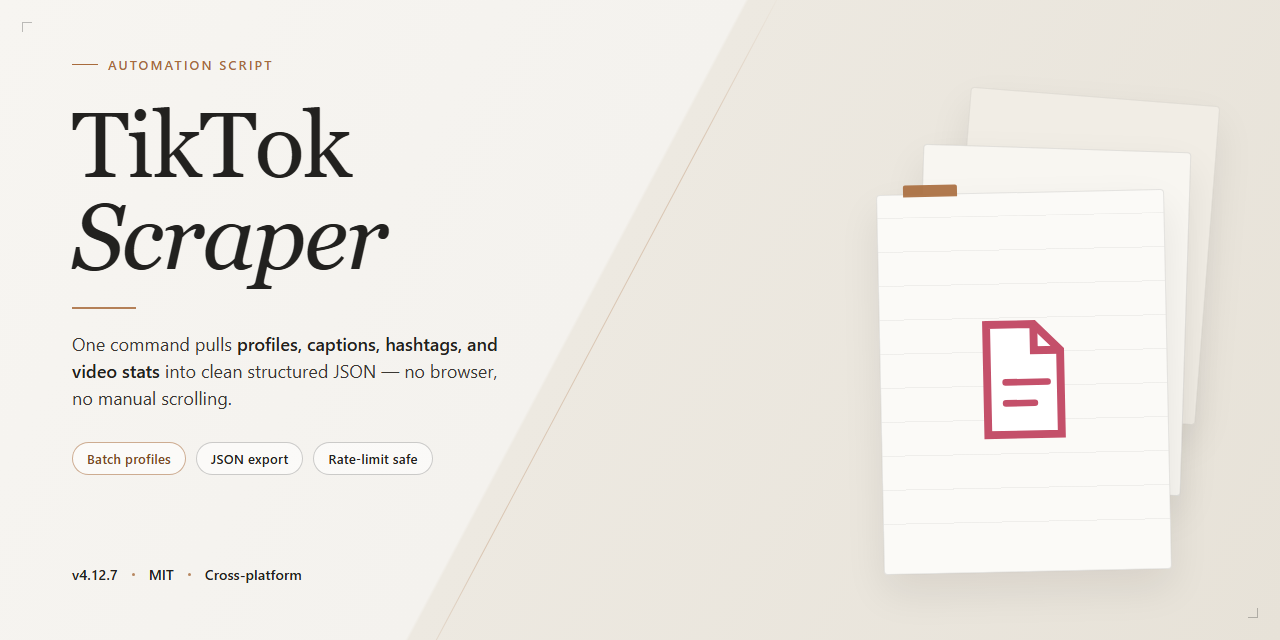 AUTOMATION SCRIPT
TikTok
Scraper
One command pulls profiles, captions, hashtags, and
video stats into clean structured JSON — no browser,
no manual scrolling.
Batch profiles JSON export Rate-limit safe
v4.12.7 • MIT • Cross-platform